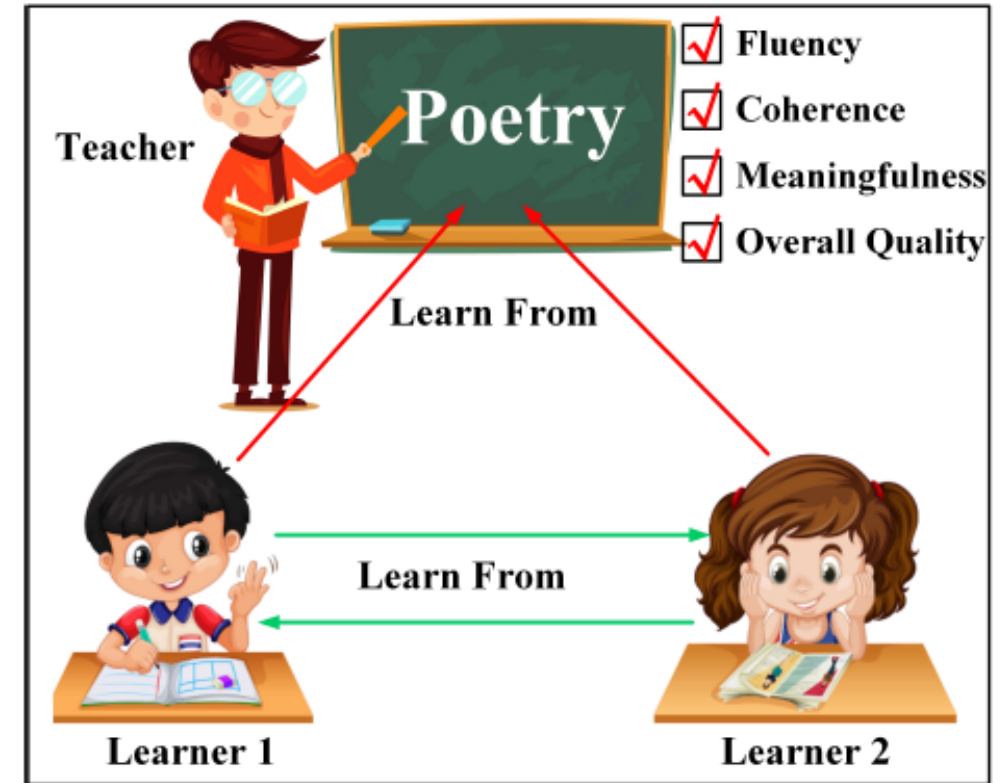 Fluency
Poetry
Coherence
Teacher
Meaningfulness
Overall Quality
Learn From
Learn From
Learner 1
Learner 2